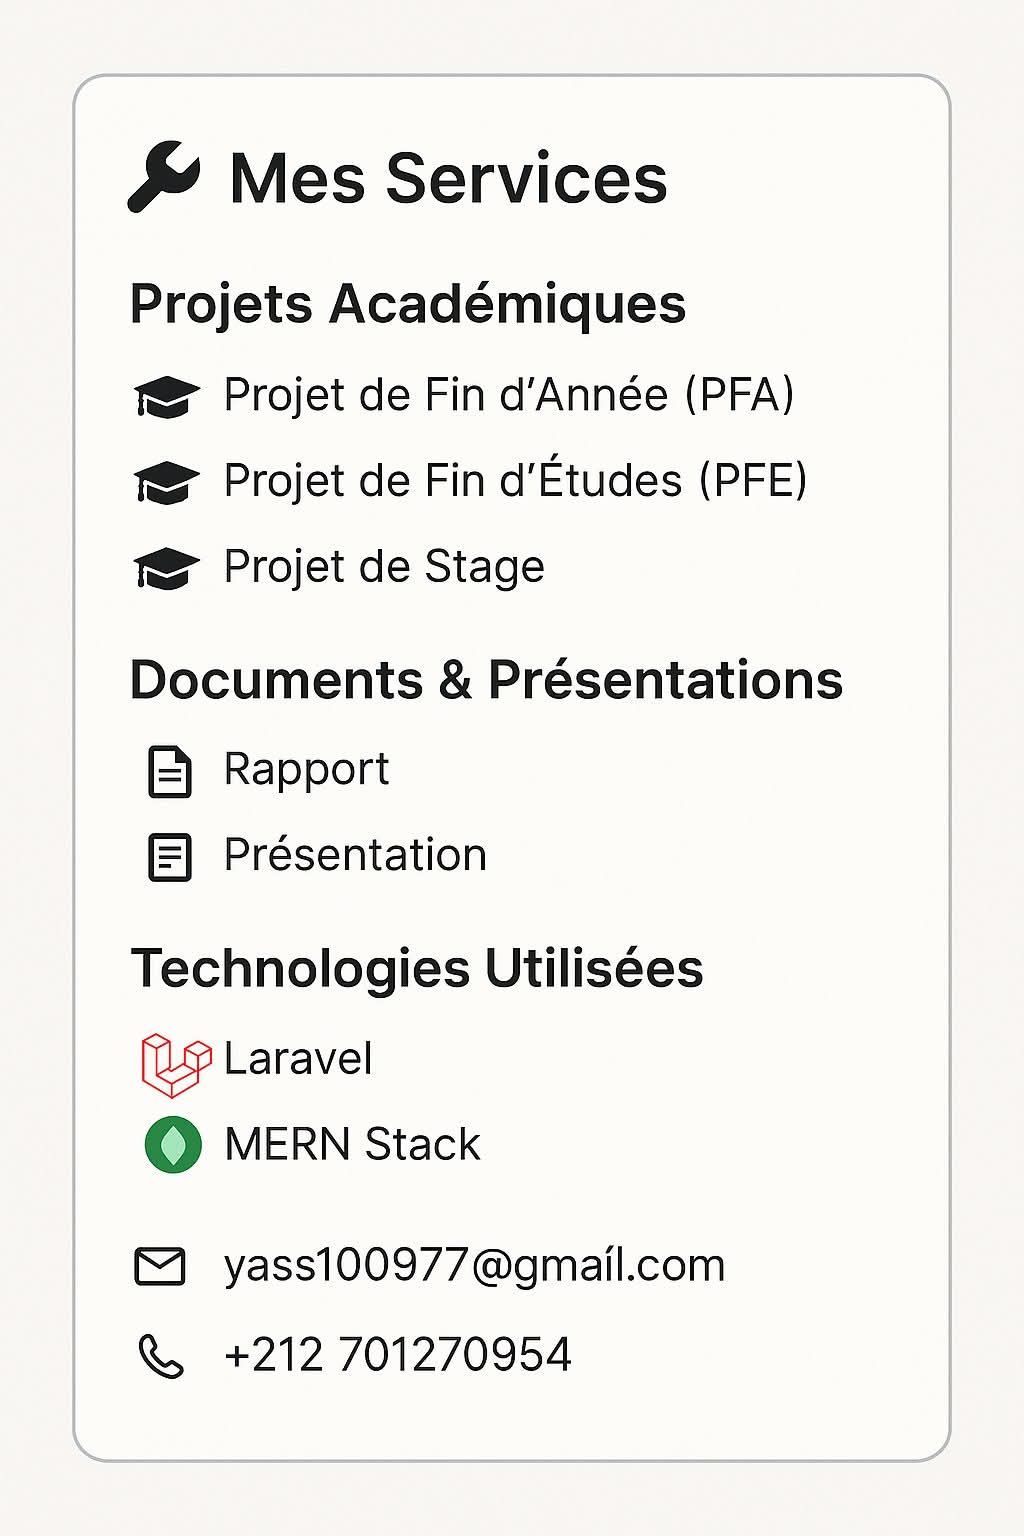 Mes Services
Projets Académiques
Projet de Fin d’Année (PFA)
Projet de Fin d’Études (PFE)
Projet de Stage
Documents & Présentations
Rapport
Présentation
Technologies Utilisées
Laravel
MERN Stack
yass100977@gmaíl.com
+212 701270954